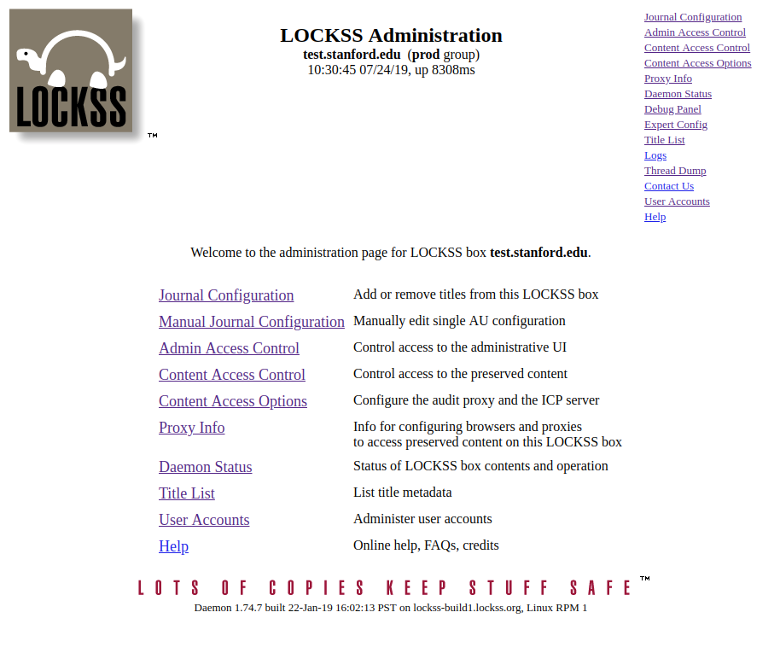 LOCKSS
™
LOCKSS Administration
test.stanford.edu (prod group)
10:30:45 07/24/19, up 8308ms
Journal Configuration
Admin Access Control
Content Access Control
Content Access Options
Proxy Info
Daemon Status
Debug Panel
Expert Config
Title List
Logs
Thread Dump
Contact Us
User Accounts
Help
Welcome to the administration page for LOCKSS box test.stanford.edu.
Journal Configuration Add or remove titles from this LOCKSS box
Manual Journal Configuration Manually edit single AU configuration
Admin Access Control Control access to the administrative UI
Content Access Control Control access to the preserved content
Content Access Options Configure the audit proxy and the ICP server
Proxy Info Info for configuring browsers and proxies
to access preserved content on this LOCKSS box
Daemon Status Status of LOCKSS box contents and operation
Title List List title metadata
User Accounts Administer user accounts
Help Online help, FAQs, credits
LOTS OF COPIES KEEP STUFF SAFE ™
Daemon 1.74.7 built 22-Jan-19 16:02:13 PST on lockss-build1.lockss.org, Linux RPM 1